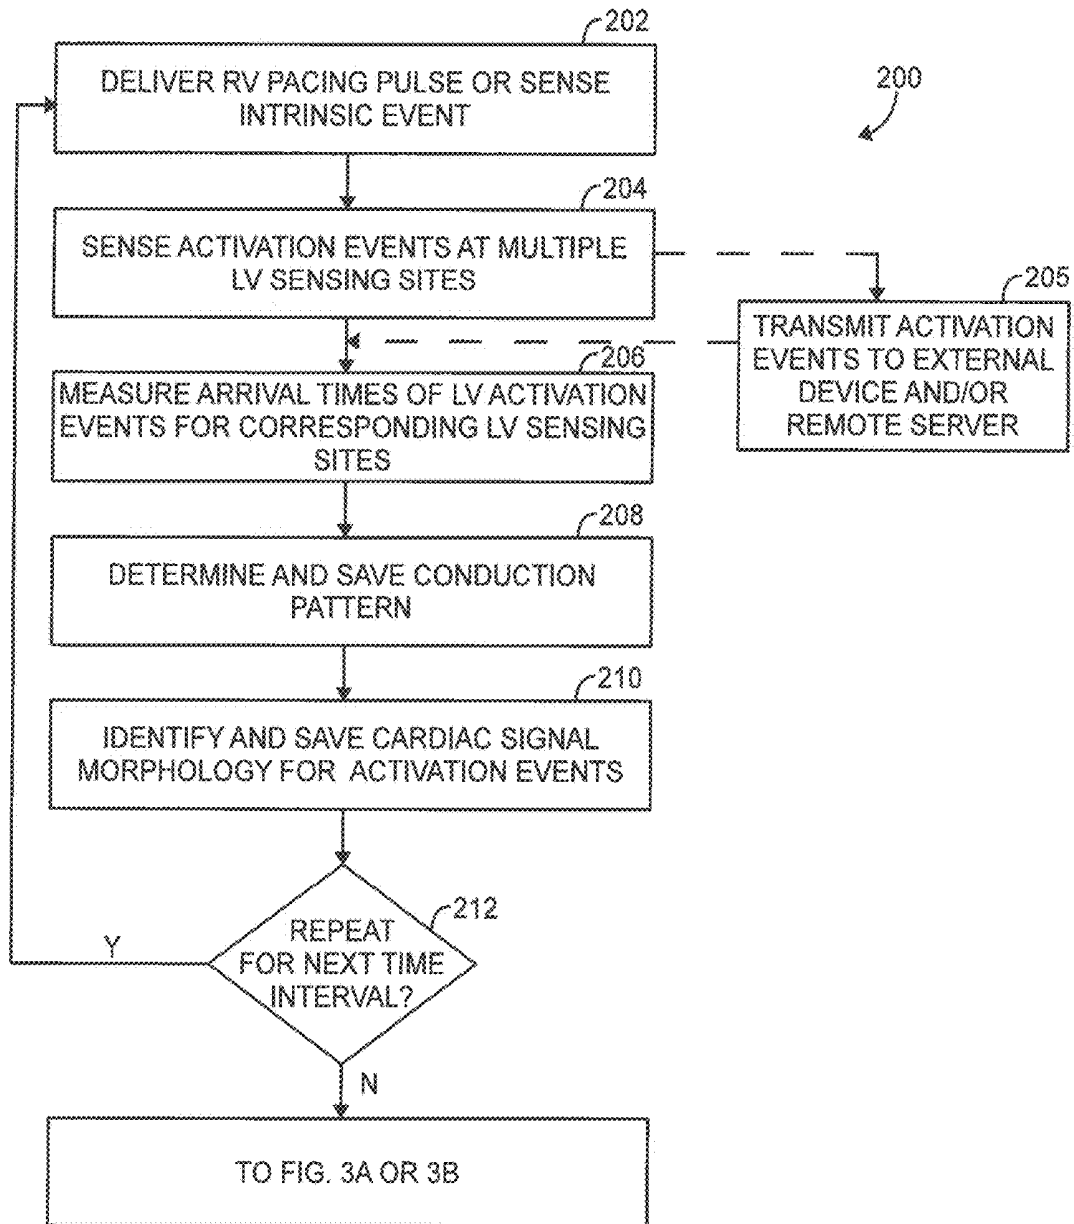 202
DELIVER RV PACING PULSE OR SENSE
INTRINSIC EVENT
200
204
SENSE ACTIVATION EVENTS AT MULTIPLE
LV SENSING SITES
205
TRANSMIT ACTIVATION
EVENTS TO EXTERNAL
DEVICE AND/OR
REMOTE SERVER
206
MEASURE ARRIVAL TIMES OF LV ACTIVATION
EVENTS FOR CORRESPONDING LV SENSING
SITES
208
DETERMINE AND SAVE CONDUCTION
PATTERN
210
IDENTIFY AND SAVE CARDIAC SIGNAL
MORPHOLOGY FOR ACTIVATION EVENTS
212
REPEAT
FOR NEXT TIME
INTERVAL?
Y
N
TO FIG. 3A OR 3B